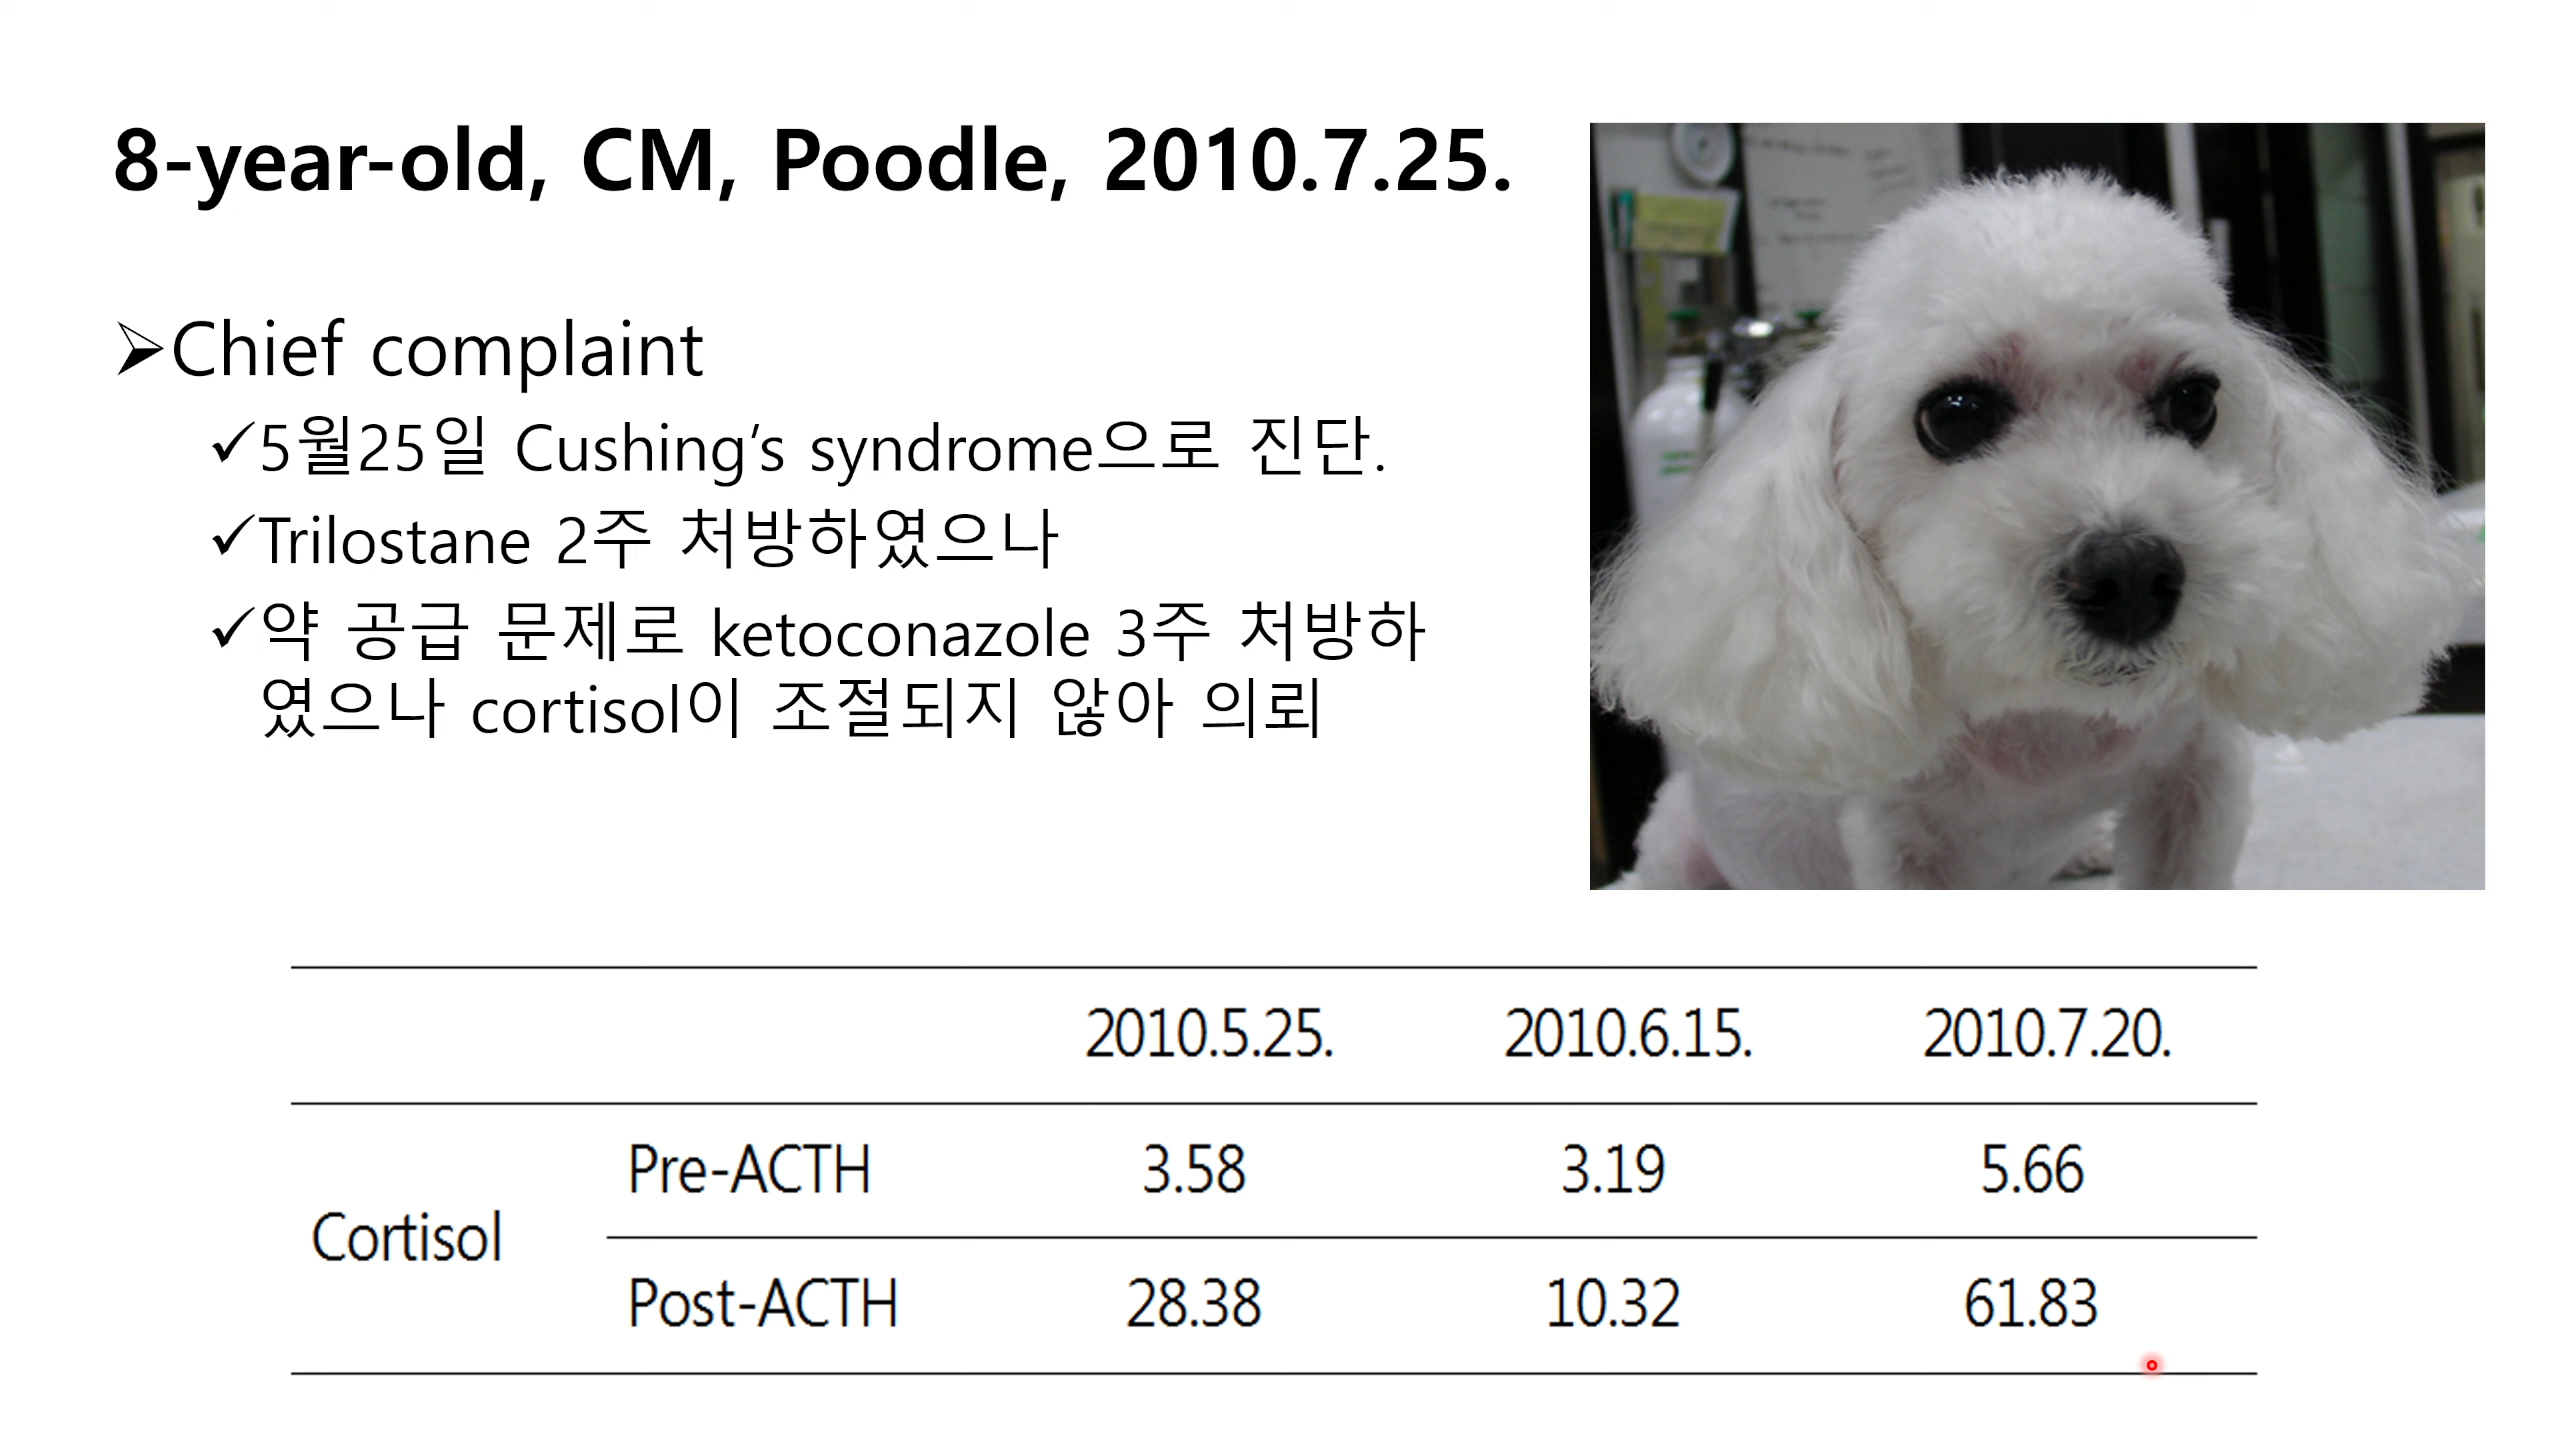 8-year-old, CM, Poodle, 2010.7.25.
Chief complaint
5월25일 Cushing‘s syndrome으로 진단.
Trilostane 2주 처방하였으나
약 공급 문제로 ketoconazole 3주 처방하
였으나 cortisol이 조절되지 않아 의뢰
2010.5.25. 2010.6.15. 2010.7.20.
Pre-ACTH 3.58 3.19 5.66
Cortisol
Post-ACTH 28.38 10.32 61.83